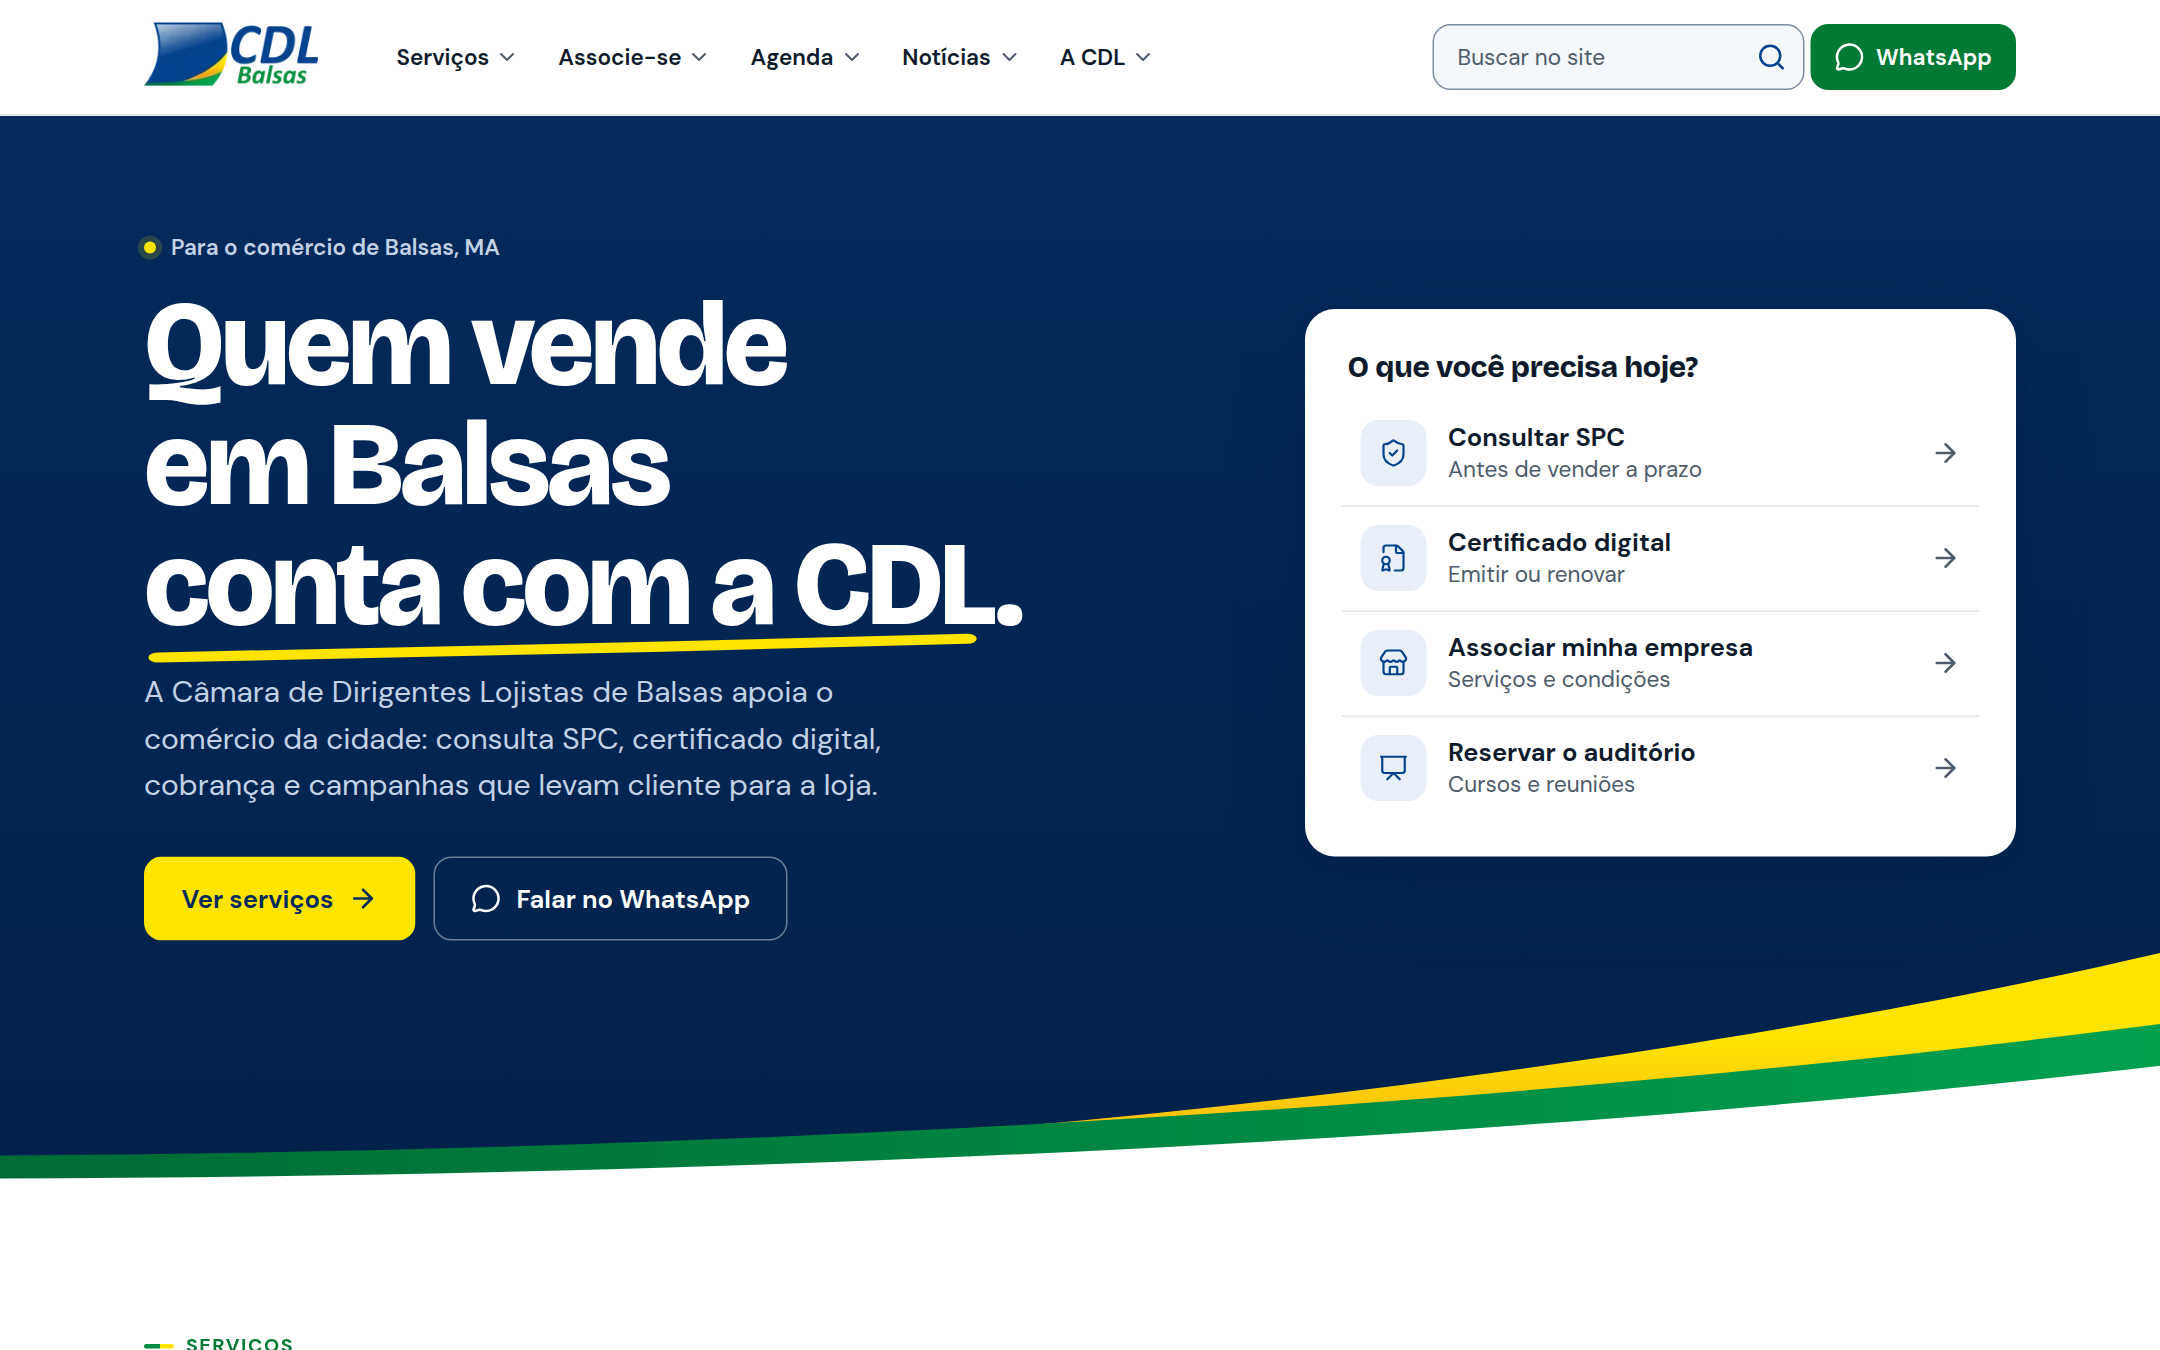 CDL
Balsas
Serviços
Associe-se
Agenda
Notícias
A CDL
Buscar no site
WhatsApp
Para o comércio de Balsas, MA
Quem vende
em Balsas
conta com a CDL.
A Câmara de Dirigentes Lojistas de Balsas apoia o
comércio da cidade: consulta SPC, certificado digital,
cobrança e campanhas que levam cliente para a loja.
Ver serviços
Falar no WhatsApp
O que você precisa hoje?
Consultar SPC
Antes de vender a prazo
Certificado digital
Emitir ou renovar
Associar minha empresa
Serviços e condições
Reservar o auditório
Cursos e reuniões
SERVIÇOS